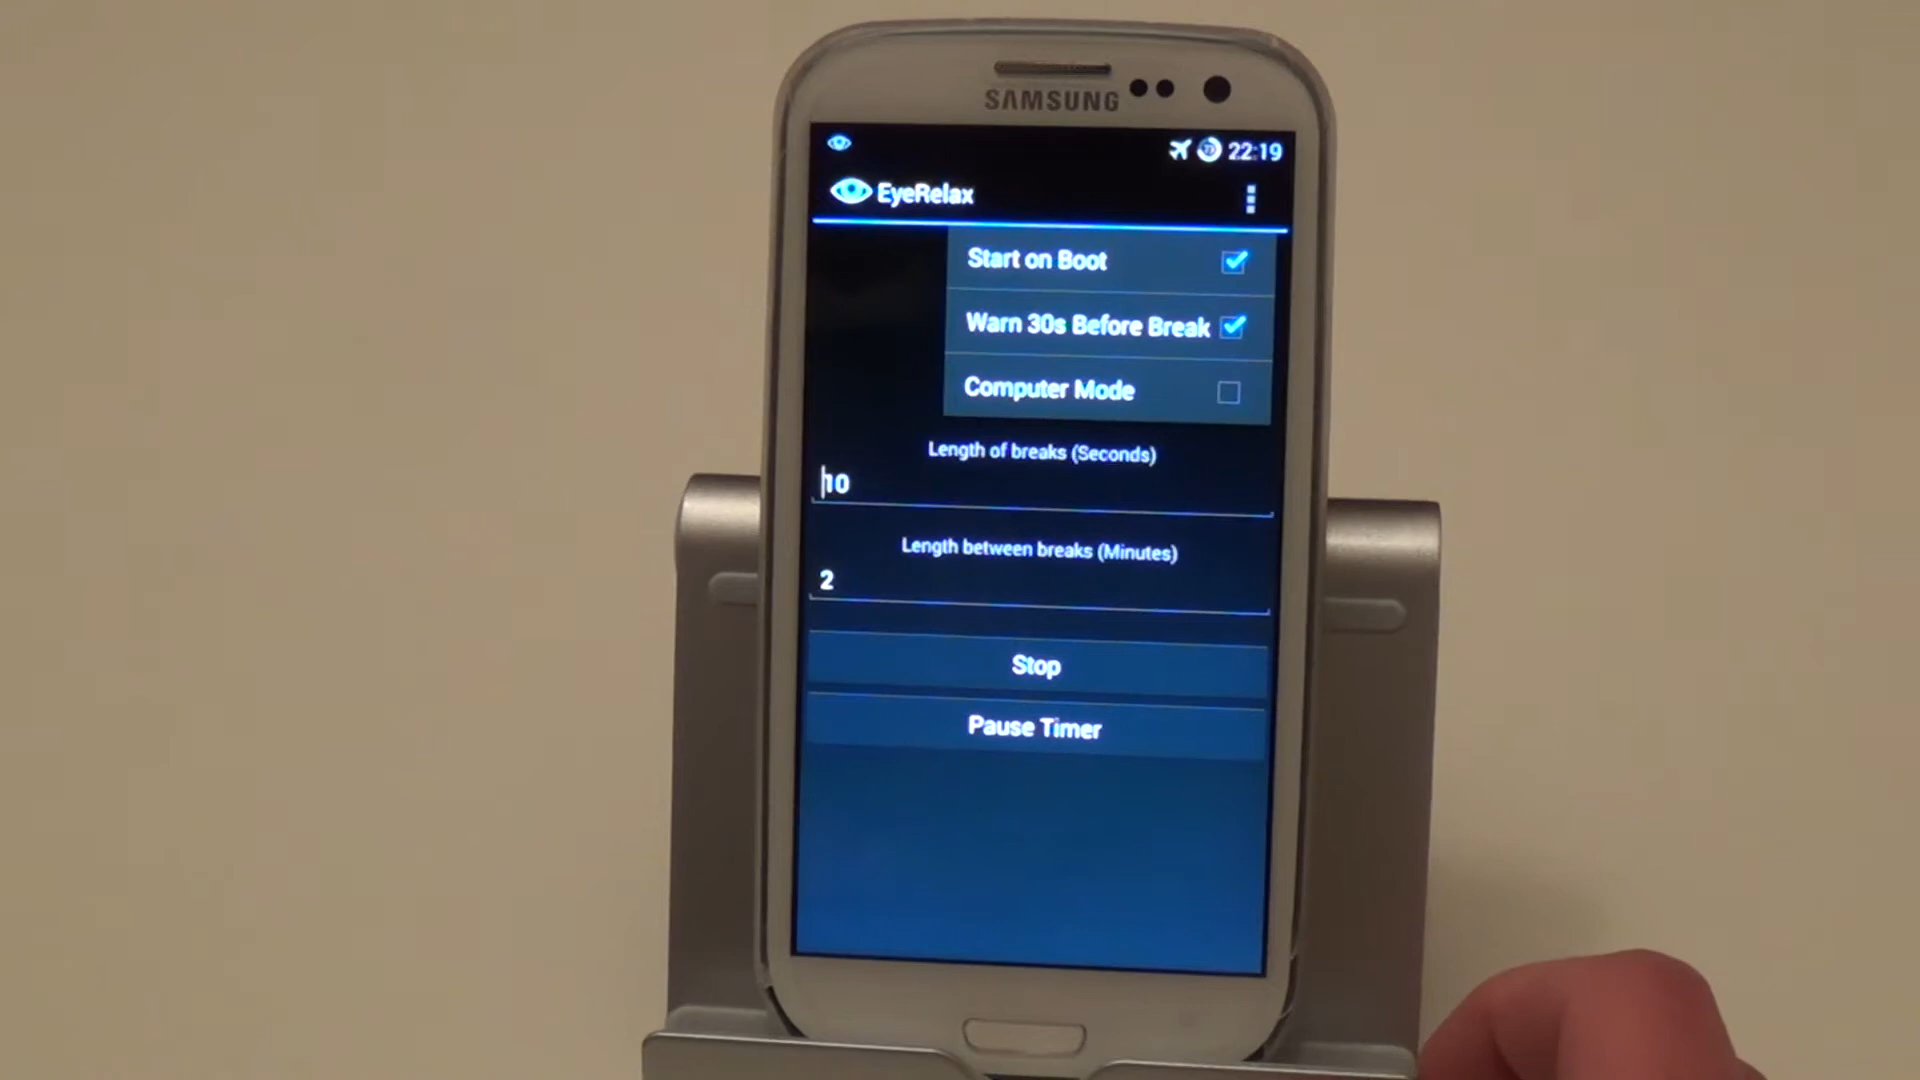 SAMSUNG
22:19
EyeRelax
Start on Boot
Warn 30s Before Break
Computer Mode
Length of breaks (Seconds)
10
Length between breaks (Minutes)
2
Stop
Pause Timer